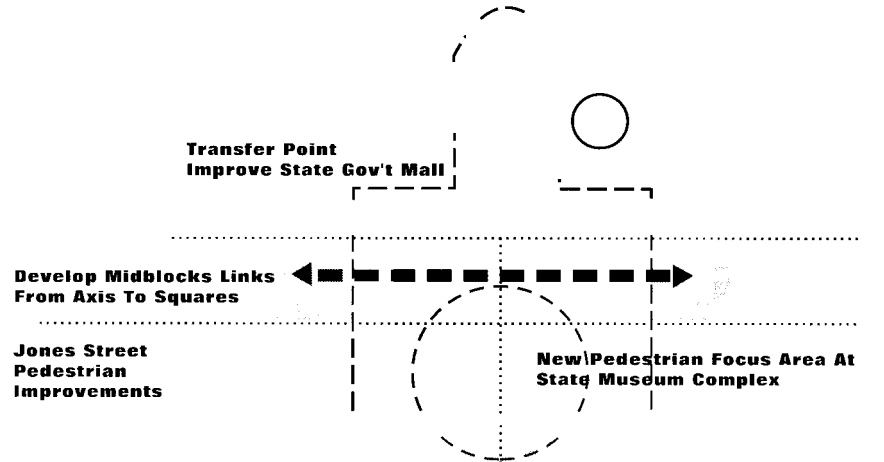 Transfer Point
Improve State Gov't Mall
Develop Midblocks Links
From Axis To Squares
Jones Street
Pedestrian
Improvements
New Pedestrian Focus Area At
State Museum Complex